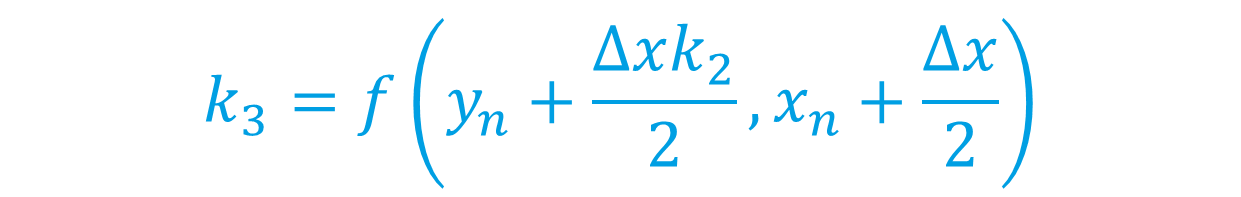 k₃ = f(yₙ + Δxk₂/2, xₙ + Δx/2)